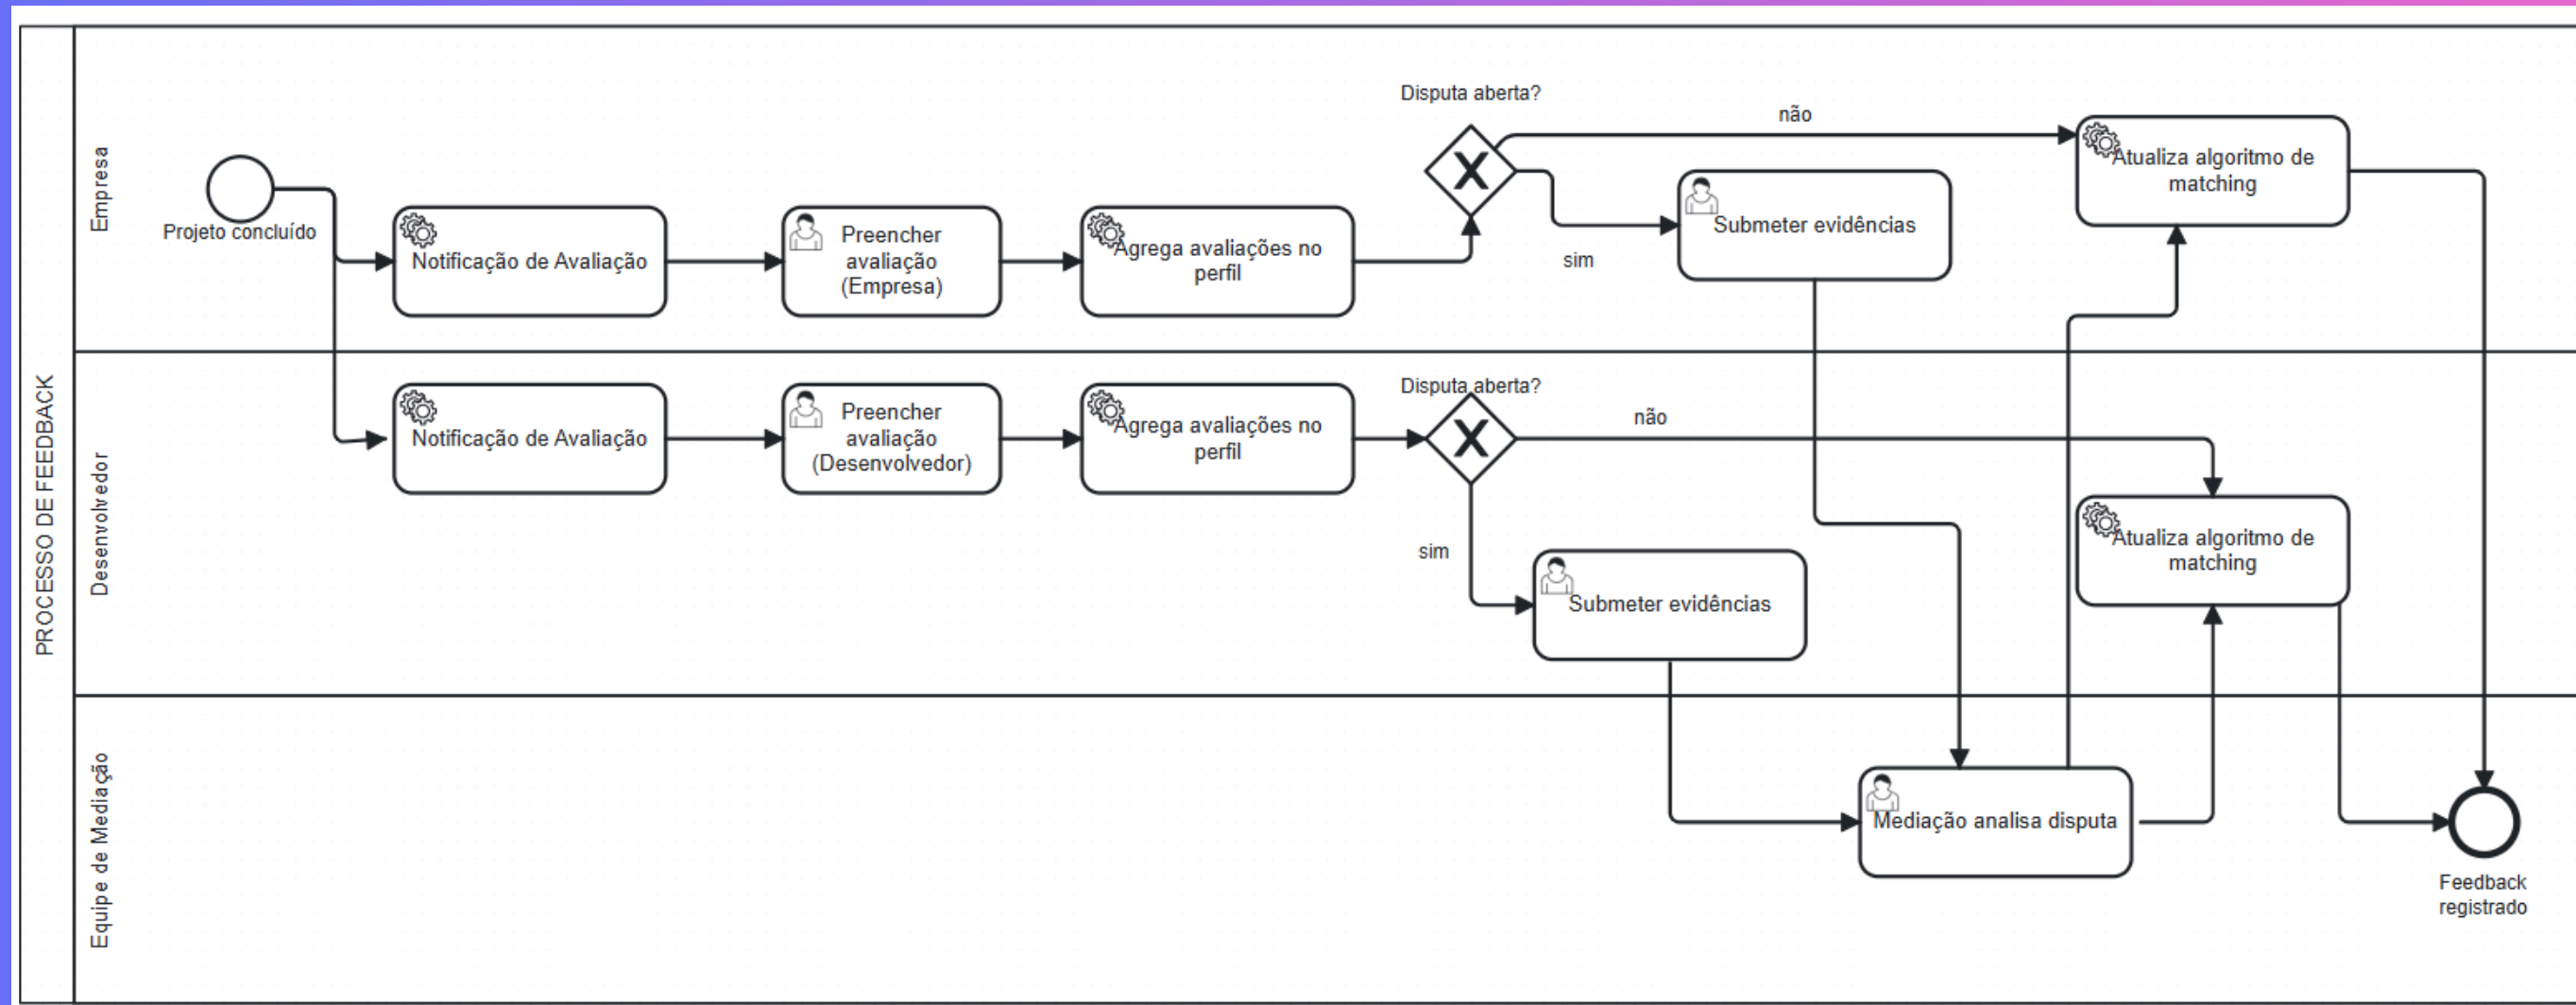 PROCESSO DE FEEDBACK
Empresa
Projeto concluído
Notificação de Avaliação
Preencher
avaliação
(Empresa)
Agrega avaliações no
perfil
Disputa aberta?
não
sim
Submeter evidências
Atualiza algoritmo de
matching
Desenvolvedor
Notificação de Avaliação
Preencher
avaliação
(Desenvolvedor)
Agrega avaliações no
perfil
Disputa aberta?
não
sim
Submeter evidências
Atualiza algoritmo de
matching
Equipe de Mediação
Mediação analisa disputa
Feedback
registrado